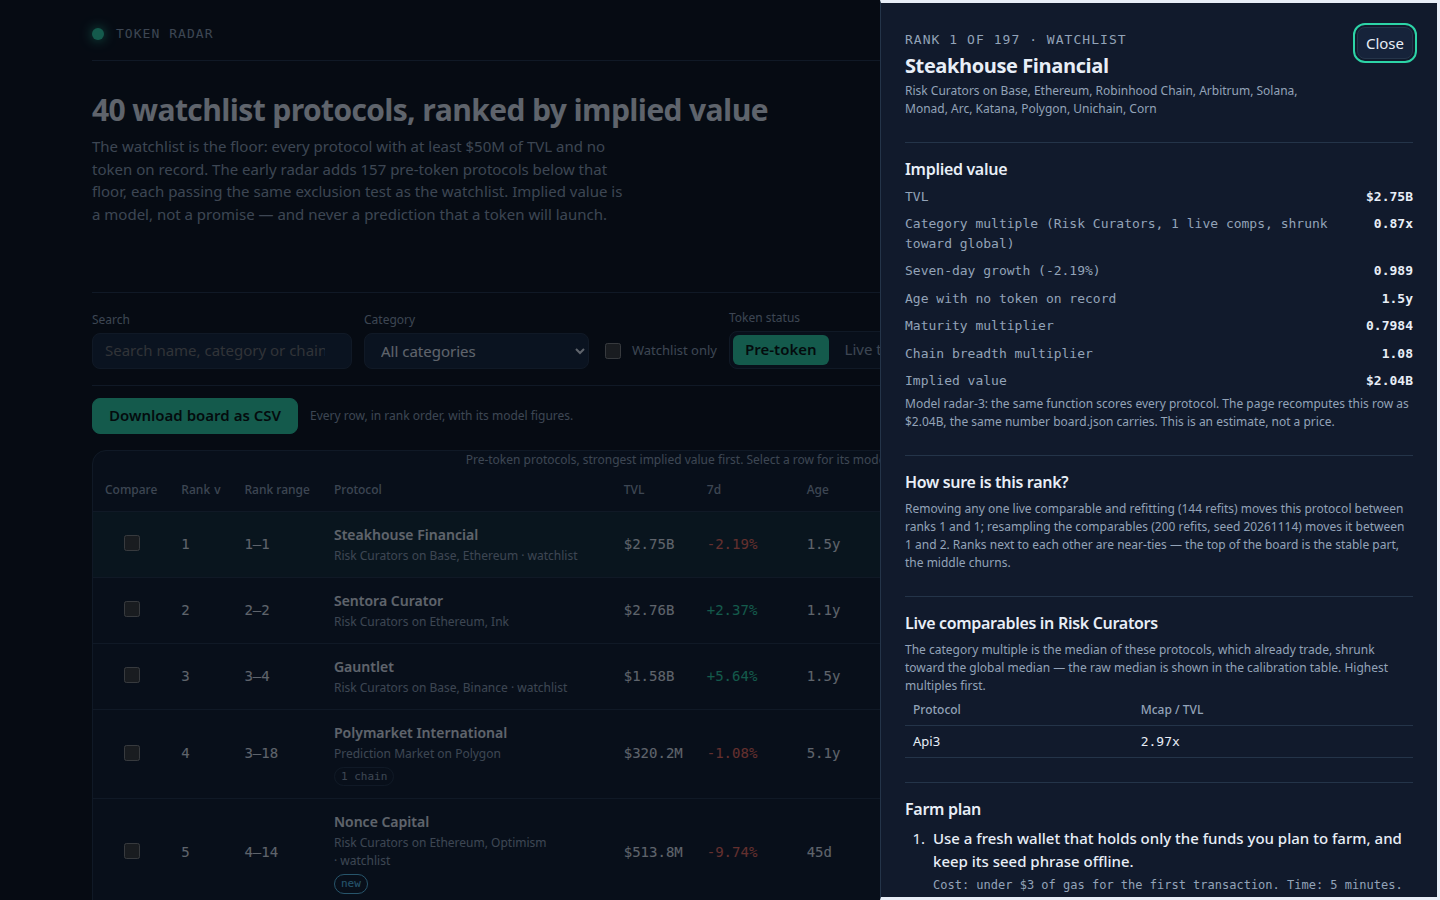 TOKEN RADAR
40 watchlist protocols, ranked by implied value
The watchlist is the floor: every protocol with at least $50M of TVL and no
token on record. The early radar adds 157 pre-token protocols below that
floor, each passing the same exclusion test as the watchlist. Implied value is
a model, not a promise — and never a prediction that a token will launch.
Search
Category
Token status
Search name, category or chain
All categories
Watchlist only
Pre-token
Live t
Download board as CSV
Every row, in rank order, with its model figures.
Pre-token protocols, strongest implied value first. Select a row for its mode
Compare Rank v Rank range Protocol TVL 7d Age
1 1–1 Steakhouse Financial $2.75B -2.19% 1.5y
Risk Curators on Base, Ethereum · watchlist
2 2–2 Sentora Curator $2.76B +2.37% 1.1y
Risk Curators on Ethereum, Ink
3 3–4 Gauntlet $1.58B +5.64% 1.5y
Risk Curators on Base, Binance · watchlist
4 3–18 Polymarket International $320.2M -1.08% 5.1y
Prediction Market on Polygon
1 chain
5 4–14 Nonce Capital $513.8M -9.74% 45d
Risk Curators on Ethereum, Optimism
· watchlist
new
RANK 1 OF 197 · WATCHLIST
Close
Steakhouse Financial
Risk Curators on Base, Ethereum, Robinhood Chain, Arbitrum, Solana,
Monad, Arc, Katana, Polygon, Unichain, Corn
Implied value
TVL $2.75B
Category multiple (Risk Curators, 1 live comps, shrunk 0.87x
toward global)
Seven-day growth (-2.19%) 0.989
Age with no token on record 1.5y
Maturity multiplier 0.7984
Chain breadth multiplier 1.08
Implied value $2.04B
Model radar-3: the same function scores every protocol. The page recomputes this row as
$2.04B, the same number board.json carries. This is an estimate, not a price.
How sure is this rank?
Removing any one live comparable and refitting (144 refits) moves this protocol between
ranks 1 and 1; resampling the comparables (200 refits, seed 20261114) moves it between
1 and 2. Ranks next to each other are near-ties — the top of the board is the stable part,
the middle churns.
Live comparables in Risk Curators
The category multiple is the median of these protocols, which already trade, shrunk
toward the global median — the raw median is shown in the calibration table. Highest
multiples first.
Protocol Mcap / TVL
Api3 2.97x
Farm plan
1. Use a fresh wallet that holds only the funds you plan to farm, and
keep its seed phrase offline.
Cost: under $3 of gas for the first transaction. Time: 5 minutes.